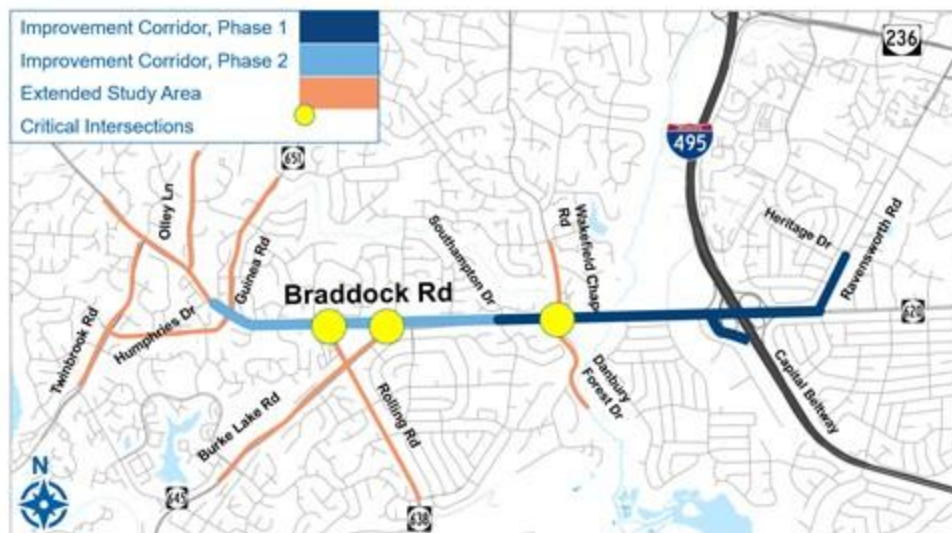 Improvement Corridor, Phase 1
Improvement Corridor, Phase 2
Extended Study Area
Critical Intersections
236
495
651
Olley Ln
Guinea Rd
Southampton Dr
Wakefield Chap
Rd
Heritage Dr
Ravensworth Rd
Braddock Rd
620
Twinbrook Rd
Humphries Dr
Burke Lake Rd
Rolling Rd
Danbury
Forest Dr
Capital Beltway
N
645
638